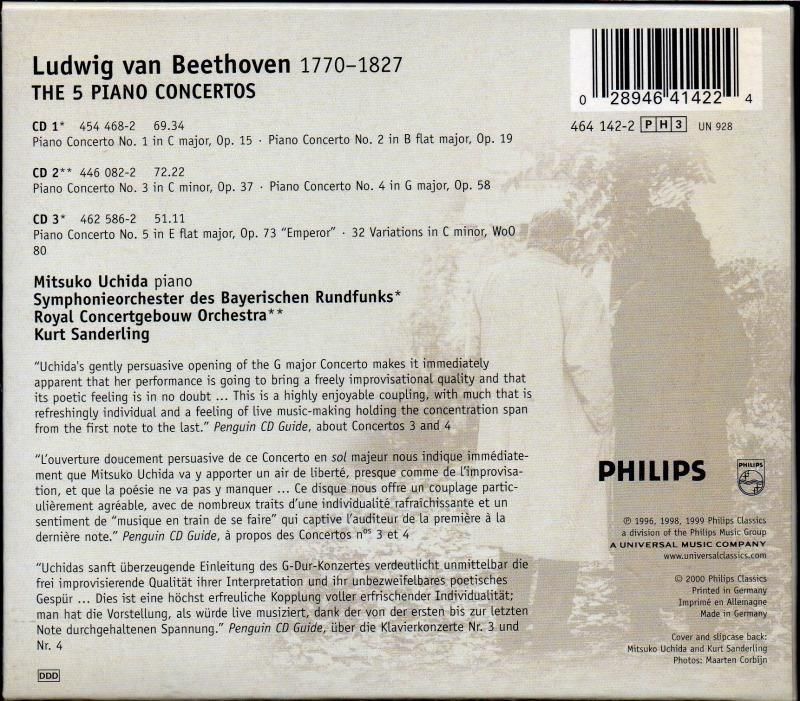 Ludwig van Beethoven 1770–1827
THE 5 PIANO CONCERTOS
CD 1* 454 468-2 69.34
Piano Concerto No. 1 in C major, Op. 15 · Piano Concerto No. 2 in B flat major, Op. 19
CD 2** 446 082-2 72.22
Piano Concerto No. 3 in C minor, Op. 37 · Piano Concerto No. 4 in G major, Op. 58
CD 3* 462 586-2 51.11
Piano Concerto No. 5 in E flat major, Op. 73 “Emperor” · 32 Variations in C minor, WoO
80
Mitsuko Uchida piano
Symphonieorchester des Bayerischen Rundfunks*
Royal Concertgebouw Orchestra**
Kurt Sanderling
“Uchida's gently persuasive opening of the G major Concerto makes it immediately
apparent that her performance is going to bring a freely improvisational quality and that
its poetic feeling is in no doubt ... This is a highly enjoyable coupling, with much that is
refreshingly individual and a feeling of live music-making holding the concentration span
from the first note to the last.” Penguin CD Guide, about Concertos 3 and 4
“L'ouverture doucement persuasive de ce Concerto en sol majeur nous indique immédiate-
ment que Mitsuko Uchida va y apporter un air de liberté, presque comme de l'improvisa-
tion, et que la poésie ne va pas y manquer ... Ce disque nous offre un couplage partic-
ulièrement agréable, avec de nombreux traits d'une individualité rafraîchissante et un
sentiment de “musique en train de se faire” qui captive l'auditeur de la première à la
dernière note.” Penguin CD Guide, à propos des Concertos nos 3 et 4
“Uchidas sanft überzeugende Einleitung des G-Dur-Konzertes verdeutlicht unmittelbar die
frei improvisierende Qualität ihrer Interpretation und ihr unbezweifelbares poetisches
Gespür ... Dies ist eine höchst erfreuliche Kopplung voller erfrischender Individualität;
man hat die Vorstellung, als würde live musiziert, dank der von der ersten bis zur letzten
Note durchgehaltenen Spannung.” Penguin CD Guide, über die Klavierkonzerte Nr. 3 und
Nr. 4
DDD
0 28946 41422 4
464 142-2 PH3 UN 928
PHILIPS
PHILIPS
℗ 1996, 1998, 1999 Philips Classics
a division of the Philips Music Group
A UNIVERSAL MUSIC COMPANY
www.universalclassics.com
© 2000 Philips Classics
Printed in Germany
Imprimé en Allemagne
Made in Germany
Cover and slipcase back:
Mitsuko Uchida and Kurt Sanderling
Photos: Maarten Corbijn